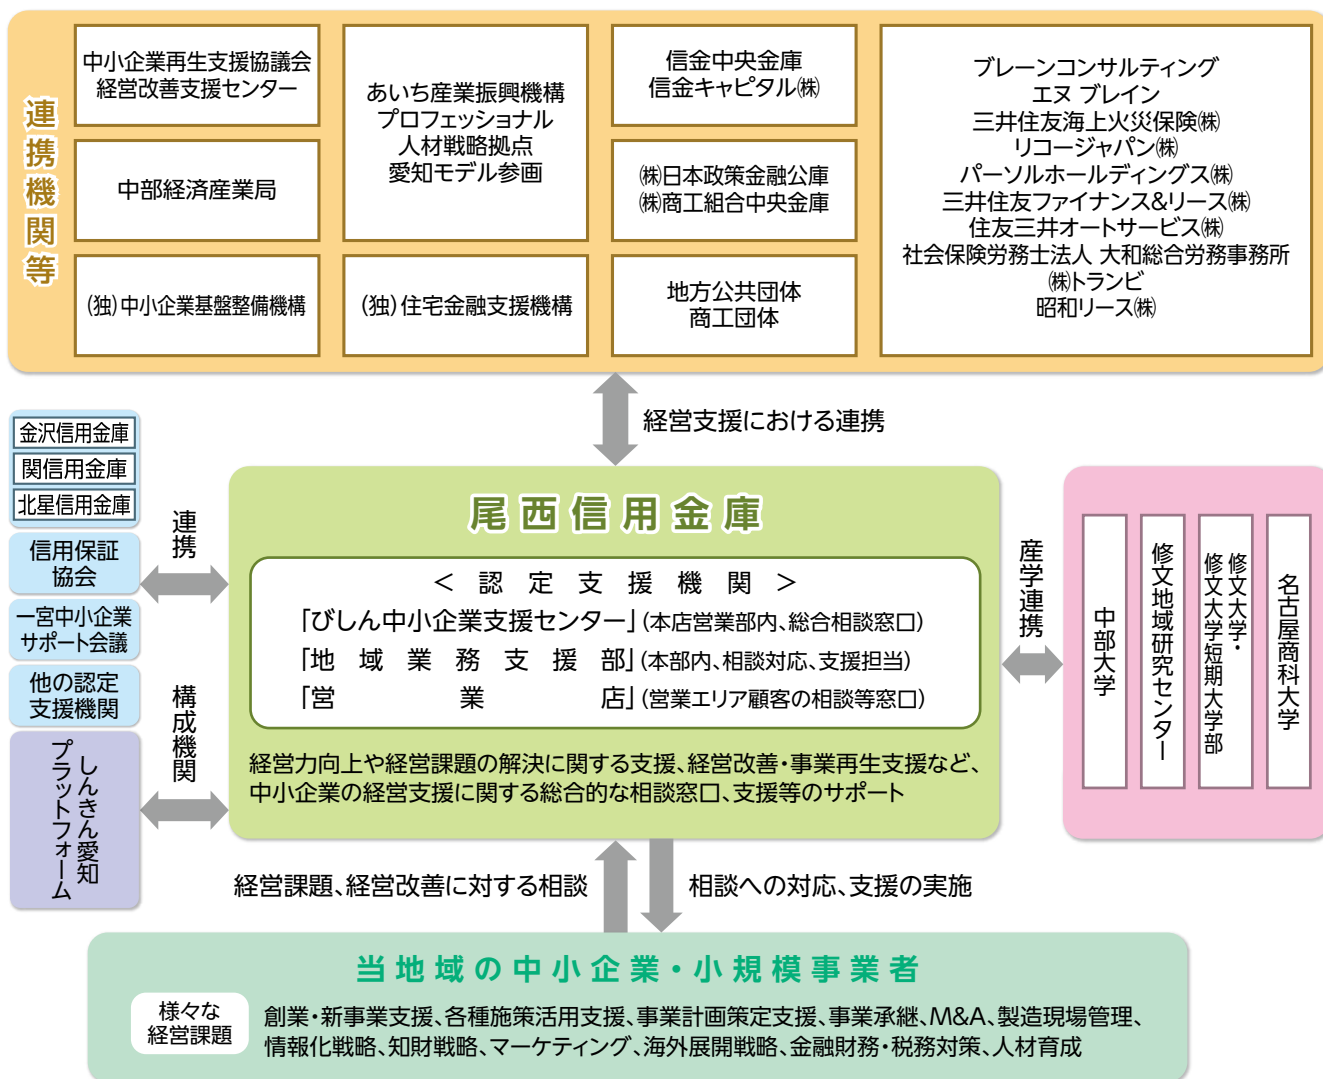 連携機関等
中小企業再生支援協議会
経営改善支援センター
中部経済産業局
(独)中小企業基盤整備機構
あいち産業振興機構
プロフェッショナル
人材戦略拠点
愛知モデル参画
(独)住宅金融支援機構
信金中央金庫
信金キャピタル㈱
㈱日本政策金融公庫
㈱商工組合中央金庫
地方公共団体
商工団体
ブレーンコンサルティング
エヌ ブレイン
三井住友海上火災保険㈱
リコージャパン㈱
パーソルホールディングス㈱
三井住友ファイナンス&リース㈱
住友三井オートサービス㈱
社会保険労務士法人 大和総合労務事務所
㈱トランビ
昭和リース㈱
経営支援における連携
金沢信用金庫
関信用金庫
北星信用金庫
信用保証
協会
一宮中小企業
サポート会議
他の認定
支援機関
しんきん愛知
プラットフォーム
連携
構成機関
尾西信用金庫
＜認定支援機関＞
「びしん中小企業支援センター」(本店営業部内、総合相談窓口)
「地域業務支援部」(本部内、相談対応、支援担当)
「営業店」(営業エリア顧客の相談等窓口)
経営力向上や経営課題の解決に関する支援、経営改善・事業再生支援など、
中小企業の経営支援に関する総合的な相談窓口、支援等のサポート
産学連携
中部大学
修文地域研究センター
修文大学・
修文大学短期大学部
名古屋商科大学
経営課題、経営改善に対する相談
相談への対応、支援の実施
当地域の中小企業・小規模事業者
様々な
経営課題
創業・新事業支援、各種施策活用支援、事業計画策定支援、事業承継、M&A、製造現場管理、
情報化戦略、知財戦略、マーケティング、海外展開戦略、金融財務・税務対策、人材育成